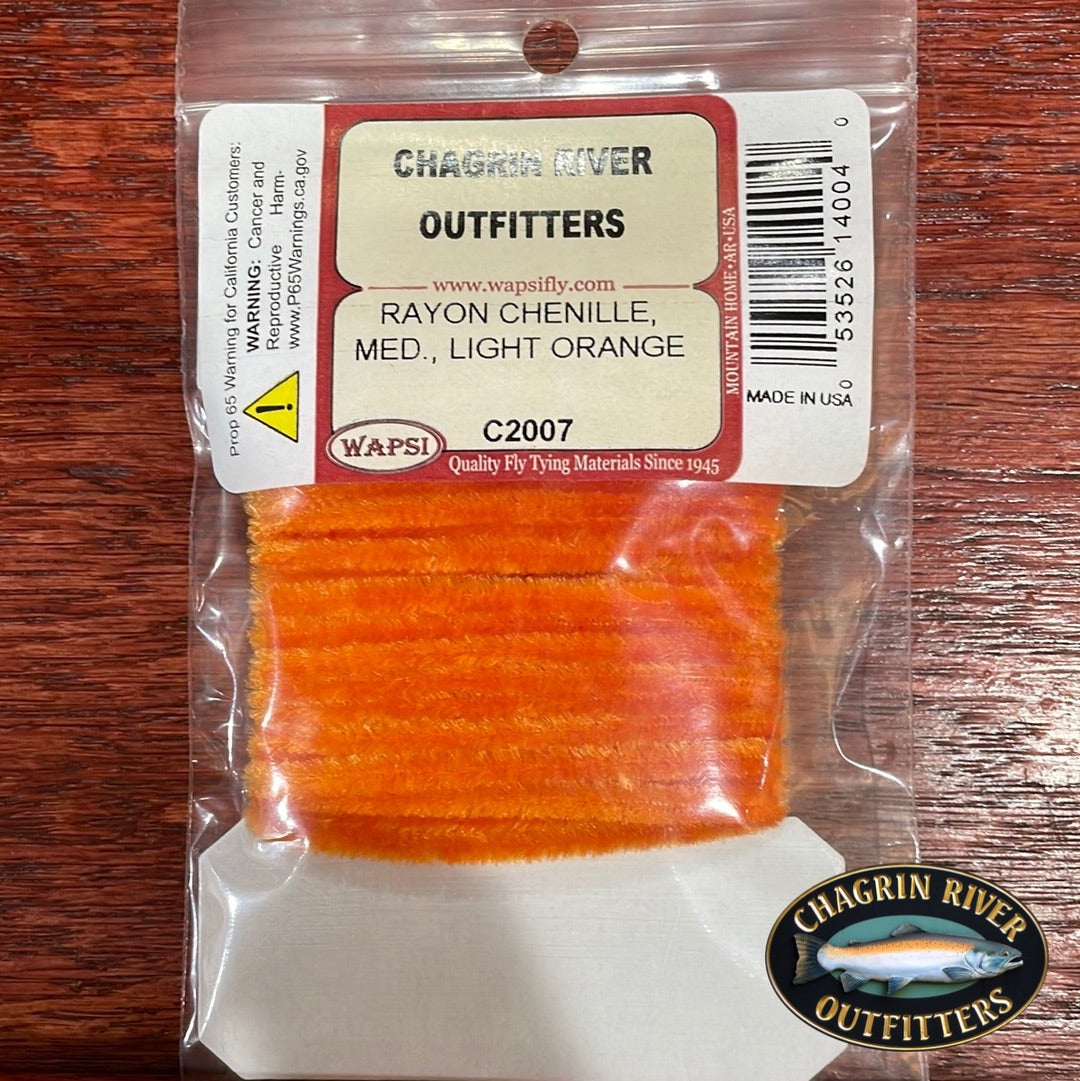 CHAGRIN RIVER
OUTFITTERS
www.wapsifly.com
RAYON CHENILLE,
MED., LIGHT ORANGE
C2007
WAPSI
Quality Fly Tying Materials Since 1945
MOUNTAIN HOME • AR • USA
Prop 65 Warning for California Customers:
WARNING: Cancer and
Reproductive Harm-
www.P65Warnings.ca.gov
!
0 53526 14004 0
MADE IN USA
CHAGRIN RIVER
OUTFITTERS